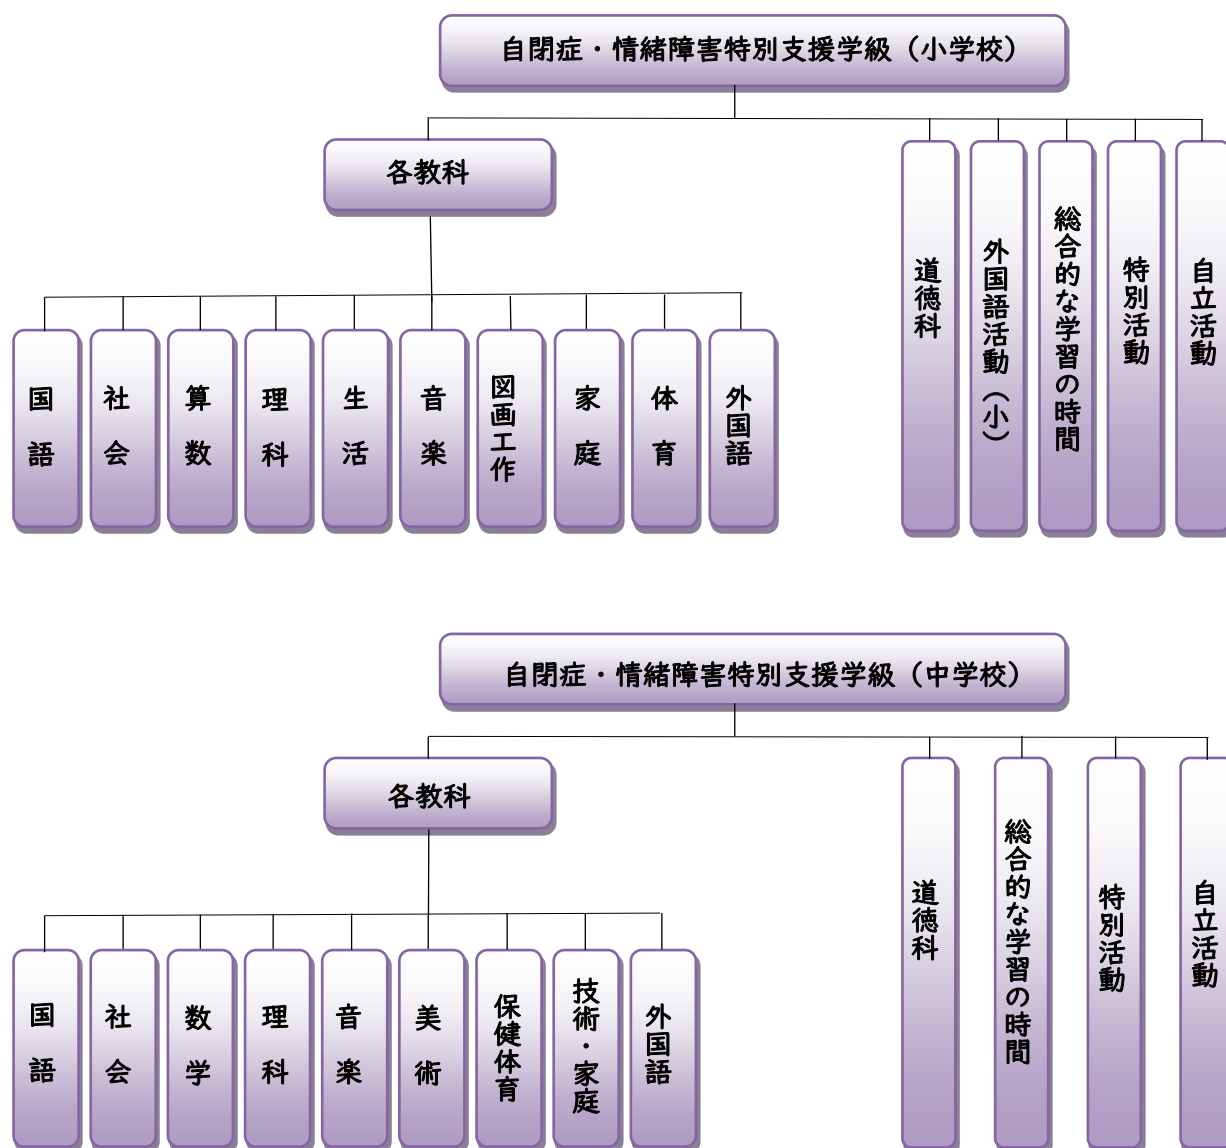 自閉症・情緒障害特別支援学級（小学校）
各教科
道徳科
外国語活動（小）
総合的な学習の時間
特別活動
自立活動
国語
社会
算数
理科
生活
音楽
図画工作
家庭
体育
外国語
自閉症・情緒障害特別支援学級（中学校）
各教科
道徳科
総合的な学習の時間
特別活動
自立活動
国語
社会
数学
理科
音楽
美術
保健体育
技術・家庭
外国語